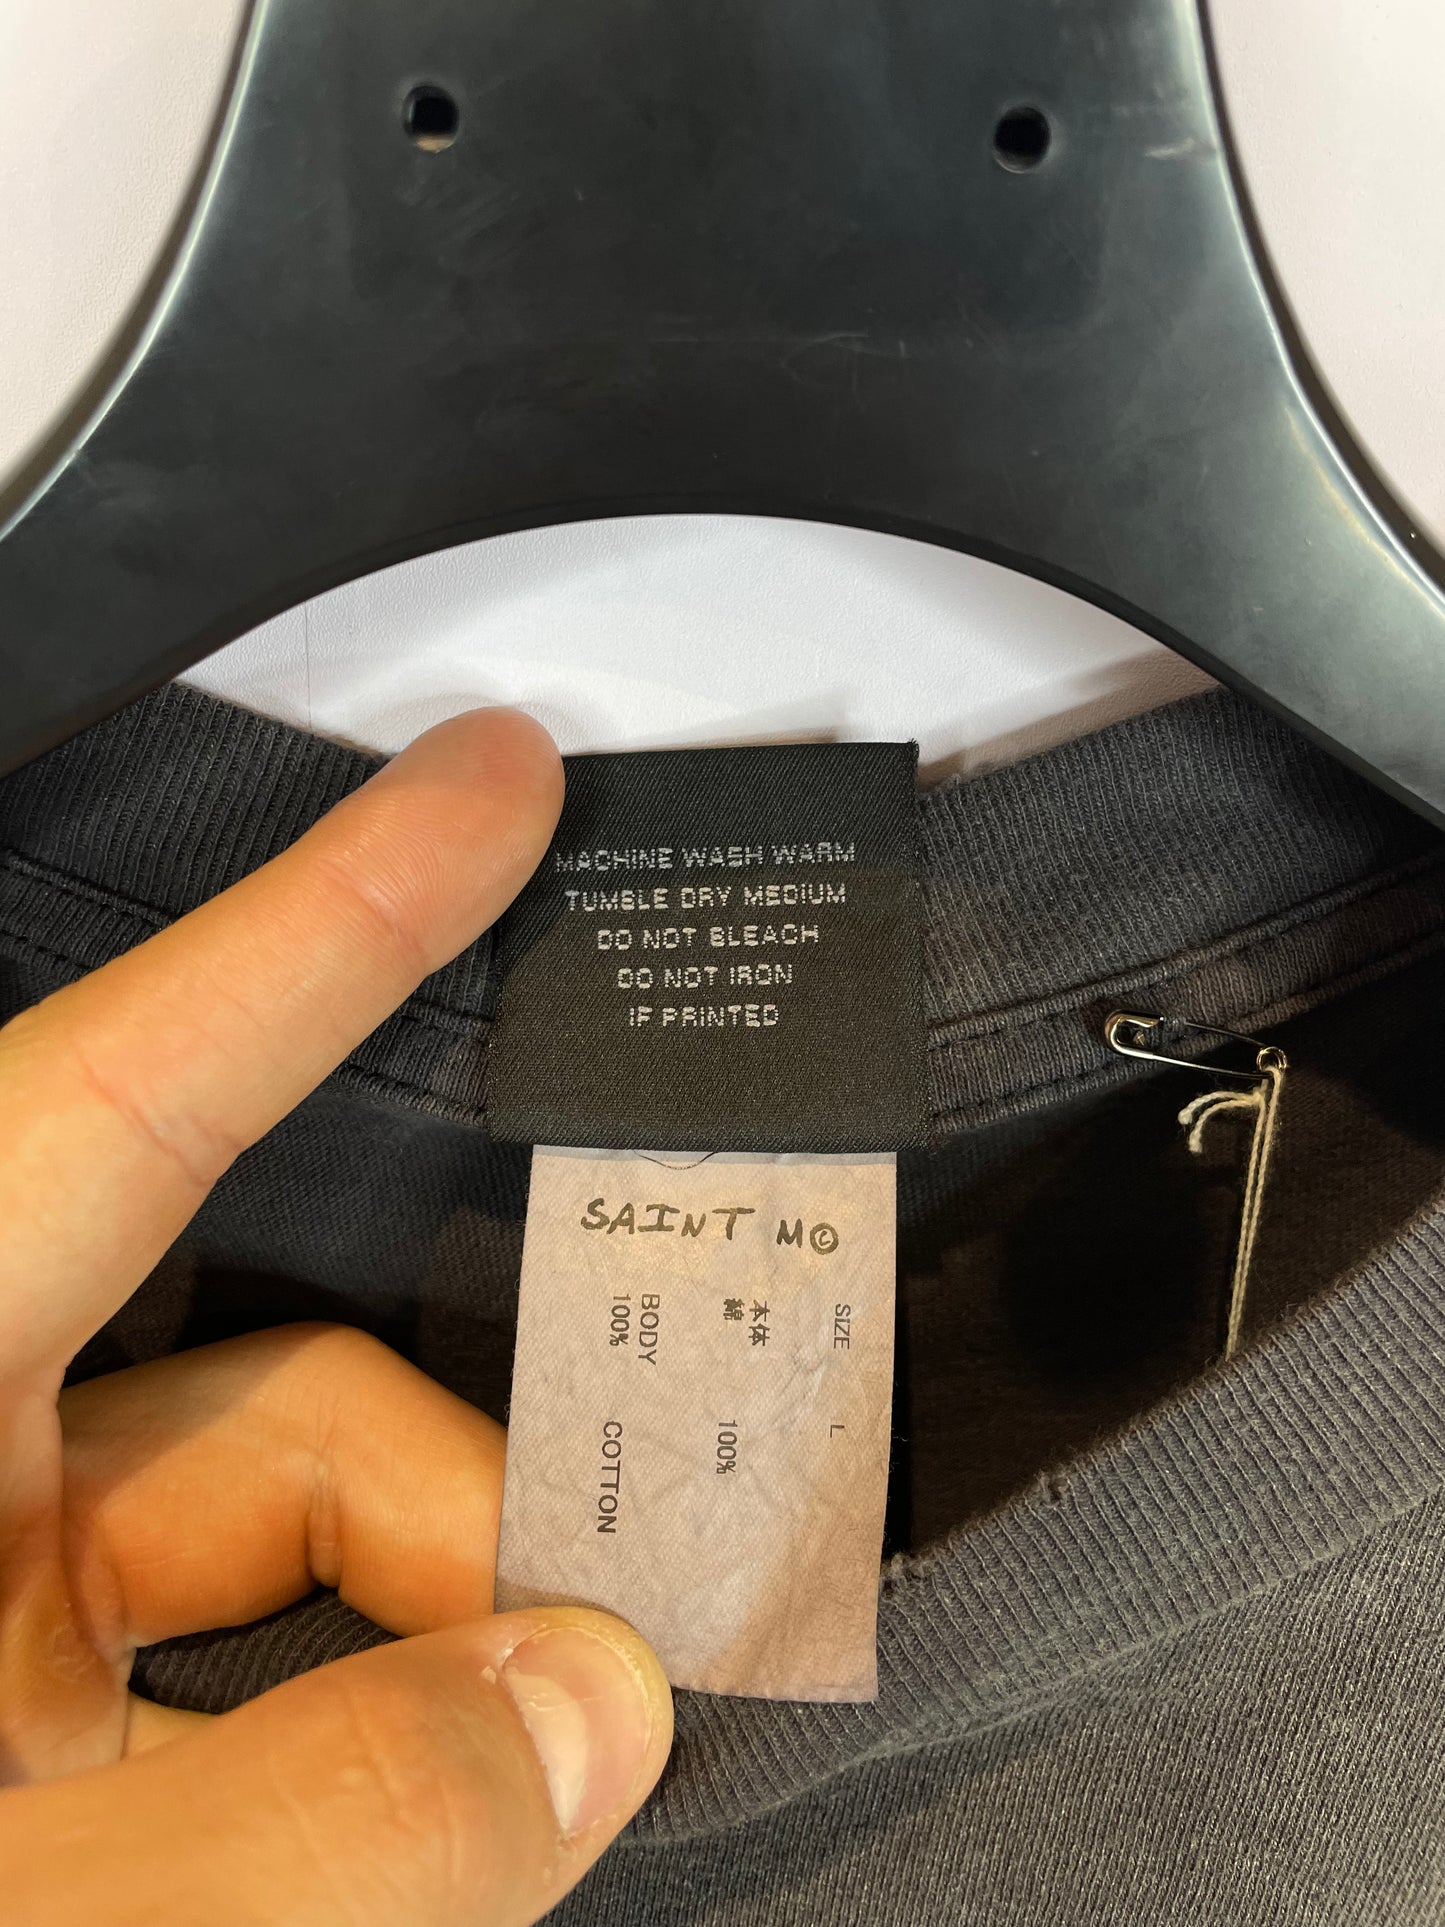 MACHINE WASH WARM
TUMBLE DRY MEDIUM
DO NOT BLEACH
DO NOT IRON
IF PRINTED
SAINT M©
SIZE L
本体
綿 100%
BODY
100% COTTON